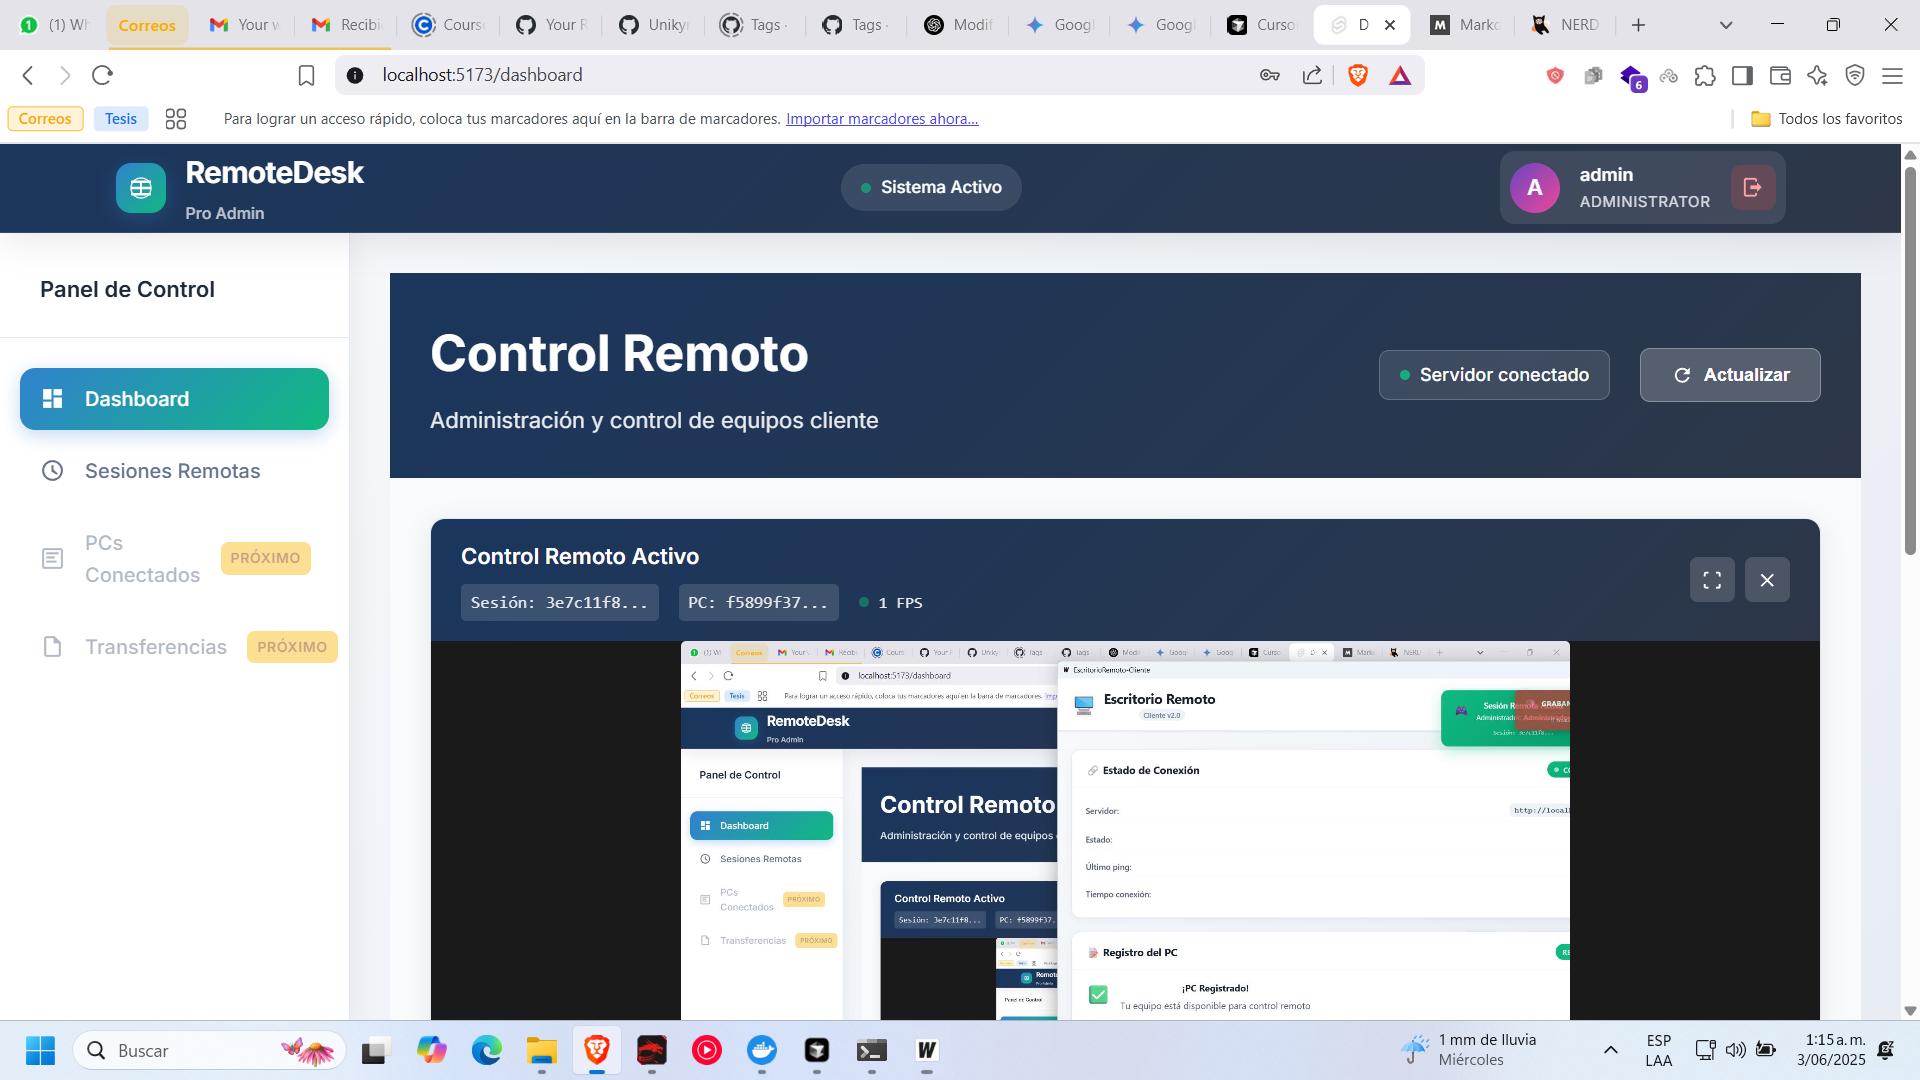 (1) Wh
Correos
Your w
Recibi
Cours
Your R
Unikyr
Tags ·
Tags ·
Modif
Googl
Googl
Curso
D
Marko
NERD
localhost:5173/dashboard
6
Correos
Tesis
Para lograr un acceso rápido, coloca tus marcadores aquí en la barra de marcadores. Importar marcadores ahora...
Todos los favoritos
RemoteDesk
Pro Admin
Sistema Activo
A
admin
ADMINISTRATOR
Panel de Control
Dashboard
Sesiones Remotas
PCs
Conectados
PRÓXIMO
Transferencias
PRÓXIMO
Control Remoto
Administración y control de equipos cliente
Servidor conectado
Actualizar
Control Remoto Activo
Sesión: 3e7c11f8...
PC: f5899f37...
1 FPS
Correos
localhost:5173/dashboard
Correos
Tesis
Para lograr un acceso rápido, coloca tus marcadores aquí en la barra de marcadores.
RemoteDesk
Pro Admin
Panel de Control
Dashboard
Sesiones Remotas
PCs
Conectados
PRÓXIMO
Transferencias
PRÓXIMO
Control Remoto
Administración y control de equipos
Control Remoto Activo
Sesión: 3e7c11f8...
PC: f5899f37.
Panel de Control
EscritorioRemoto-Cliente
Escritorio Remoto
Cliente v2.0
Sesión
GRABAN
Estado de Conexión
Servidor:
http://local
Estado:
Último ping:
Tiempo conexión:
Registro del PC
¡PC Registrado!
Tu equipo está disponible para control remoto
Buscar
1 mm de lluvia
Miércoles
ESP
LAA
1:15 a. m.
3/06/2025